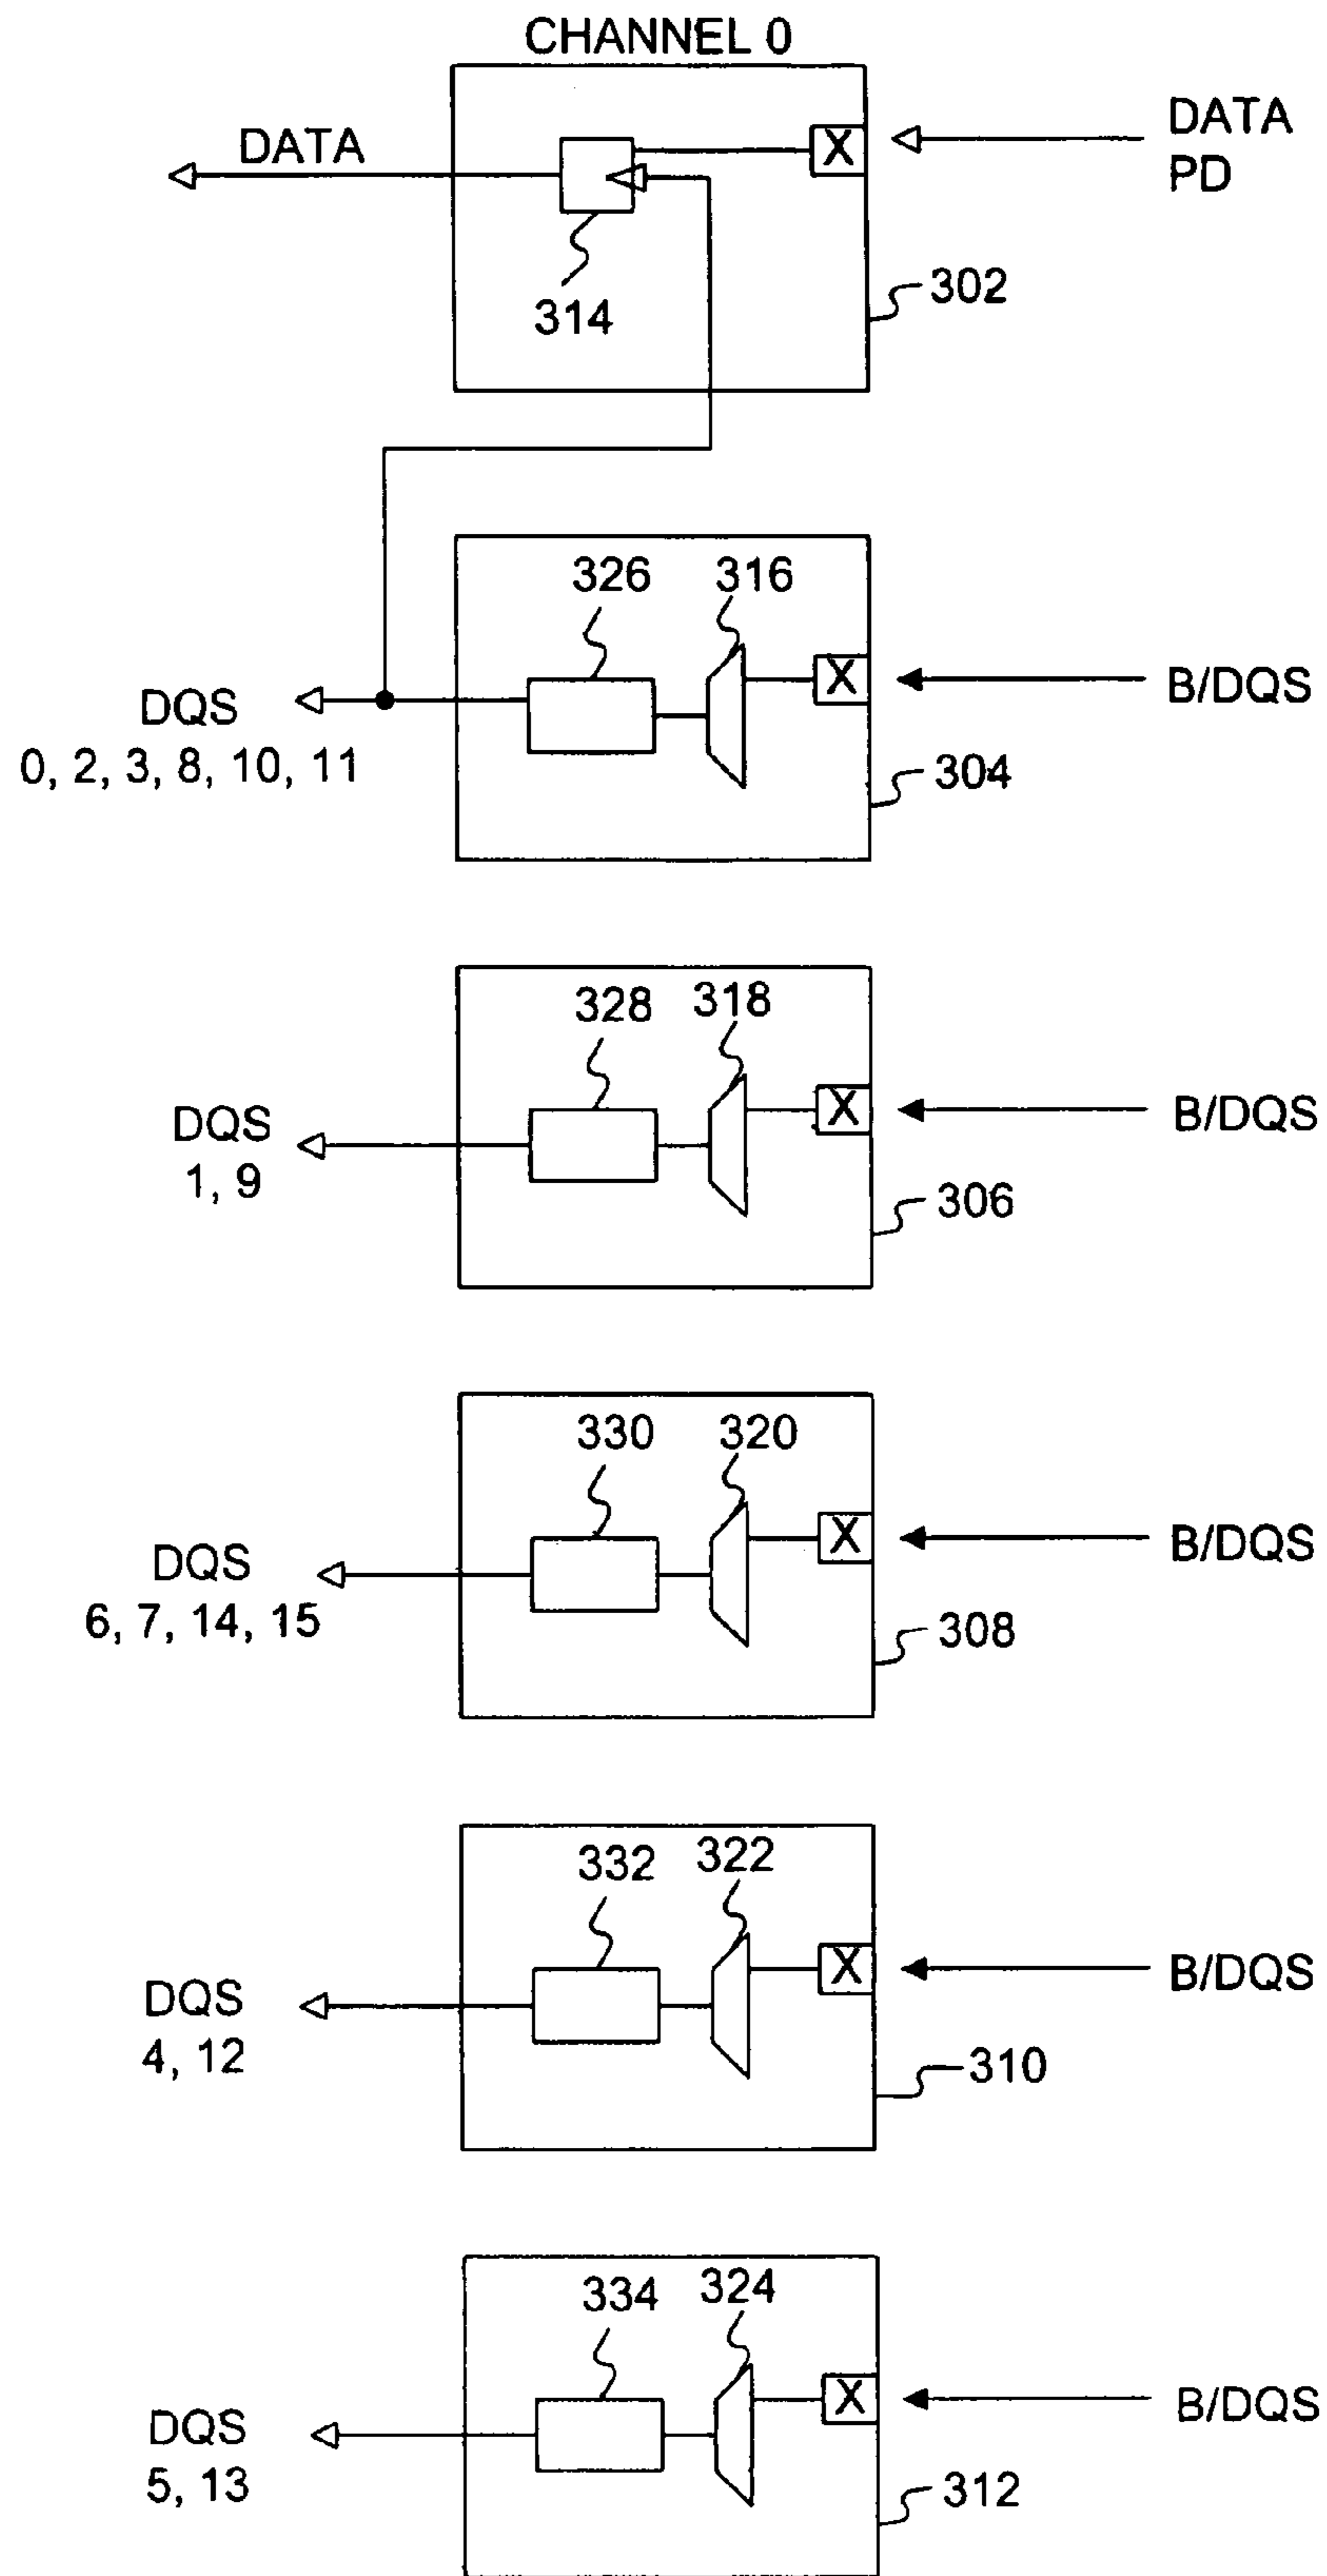 CHANNEL 0
DATA
X
DATA
PD
314
302
326
316
X
B/DQS
DQS
0, 2, 3, 8, 10, 11
304
328
318
X
B/DQS
DQS
1, 9
306
330
320
X
B/DQS
DQS
6, 7, 14, 15
308
332
322
X
B/DQS
DQS
4, 12
310
334
324
X
B/DQS
DQS
5, 13
312